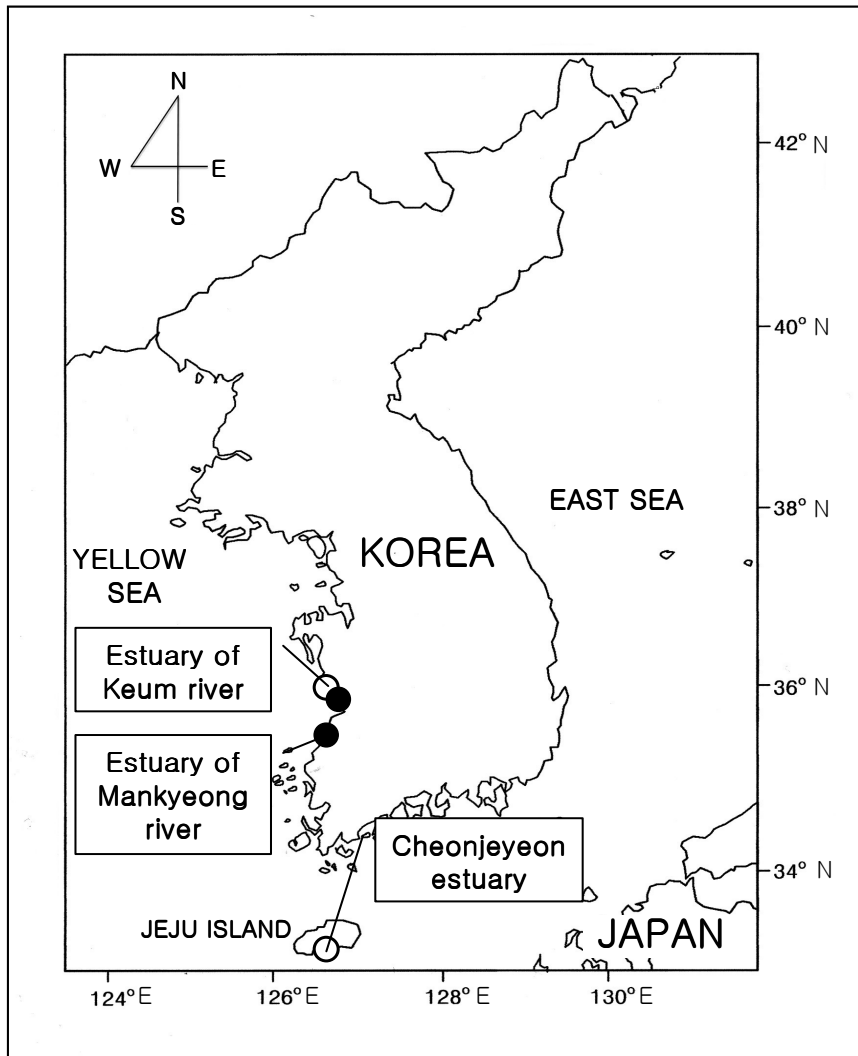 N
W E
S
42° N
40° N
38° N
36° N
34° N
EAST SEA
KOREA
YELLOW
SEA
Estuary of
Keum river
Estuary of
Mankyeong
river
Cheonjeyeon
estuary
JEJU ISLAND
JAPAN
124°E
126°E
128°E
130°E